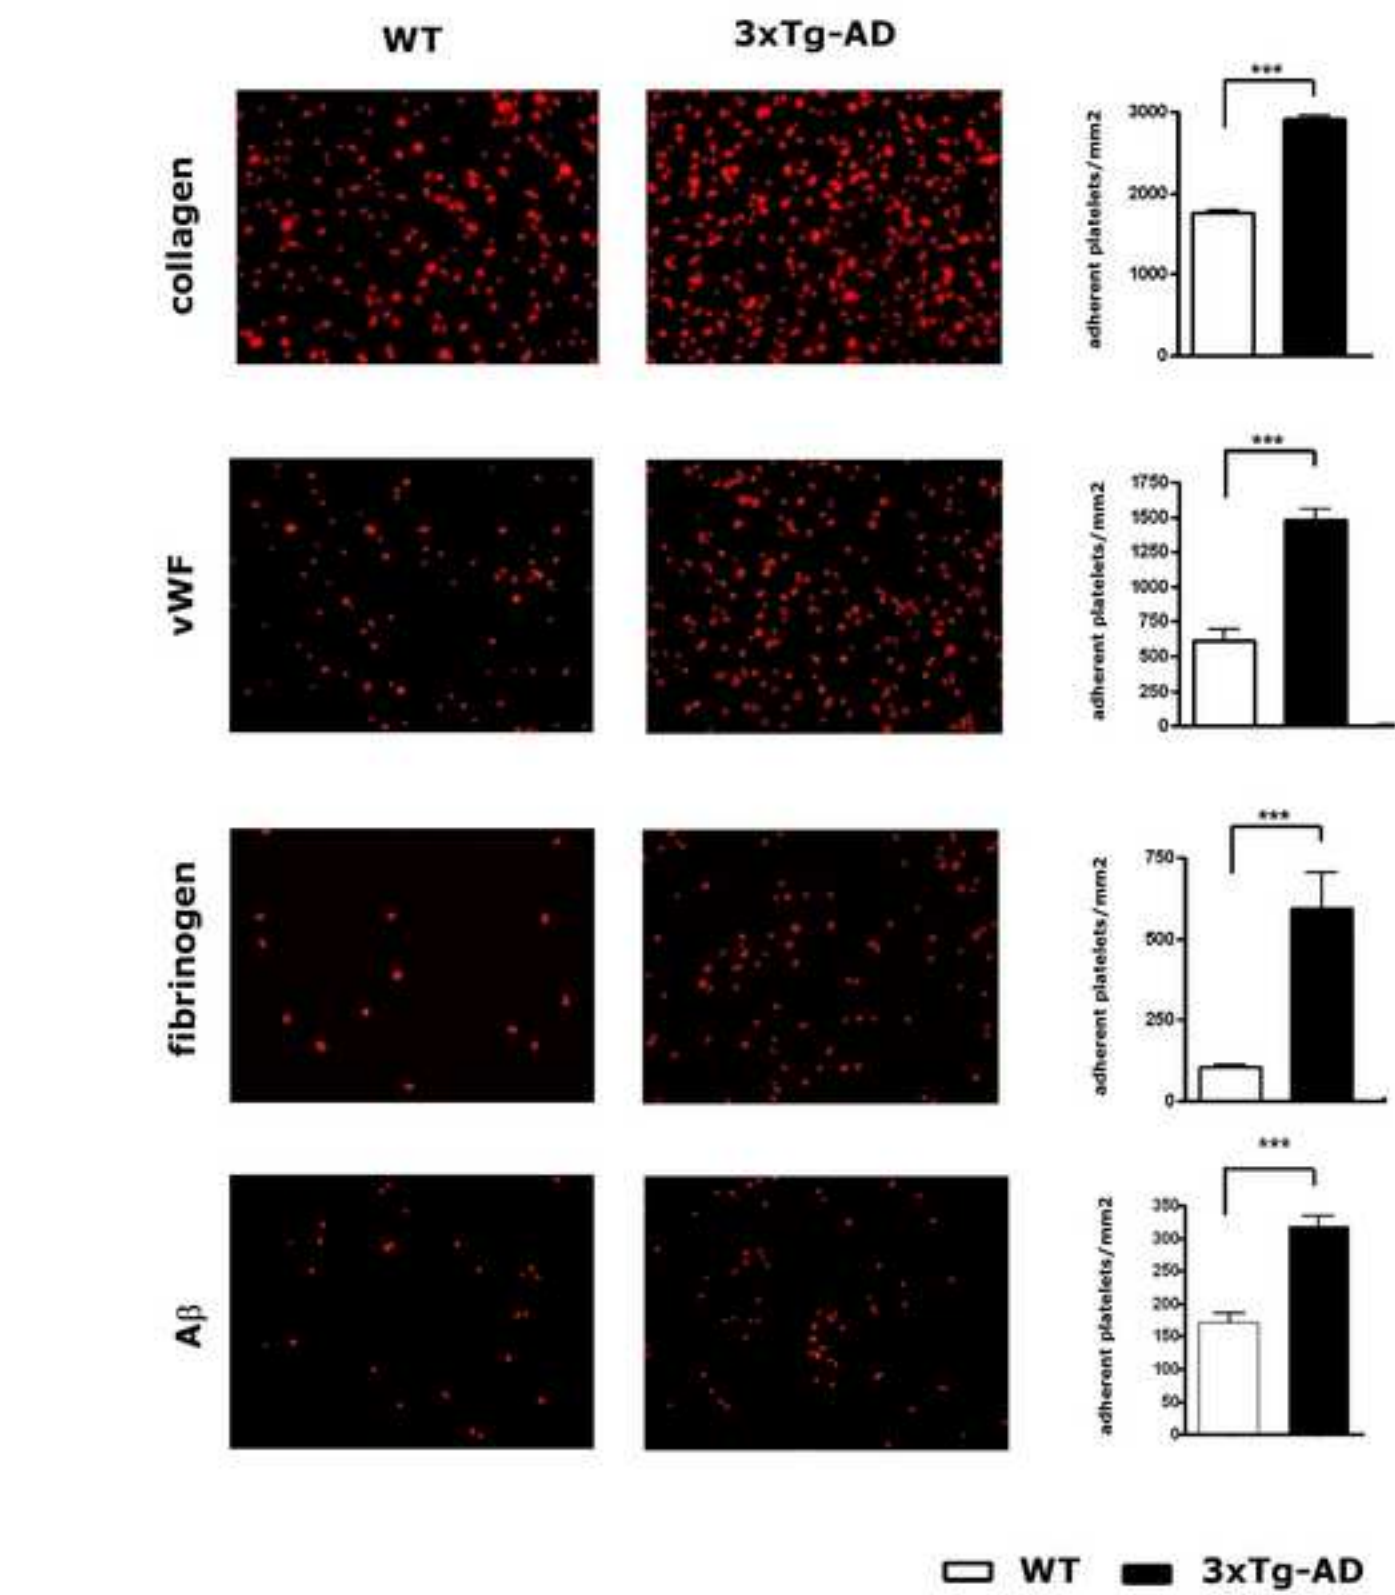 WT 3xTg-AD
collagen
adherent platelets/mm2
***
3000
2000
1000
0
vWF
adherent platelets/mm2
***
1750
1500
1250
1000
750
500
250
0
fibrinogen
adherent platelets/mm2
***
750
500
250
0
Aβ
adherent platelets/mm2
***
350
300
250
200
150
100
50
0
WT 3xTg-AD